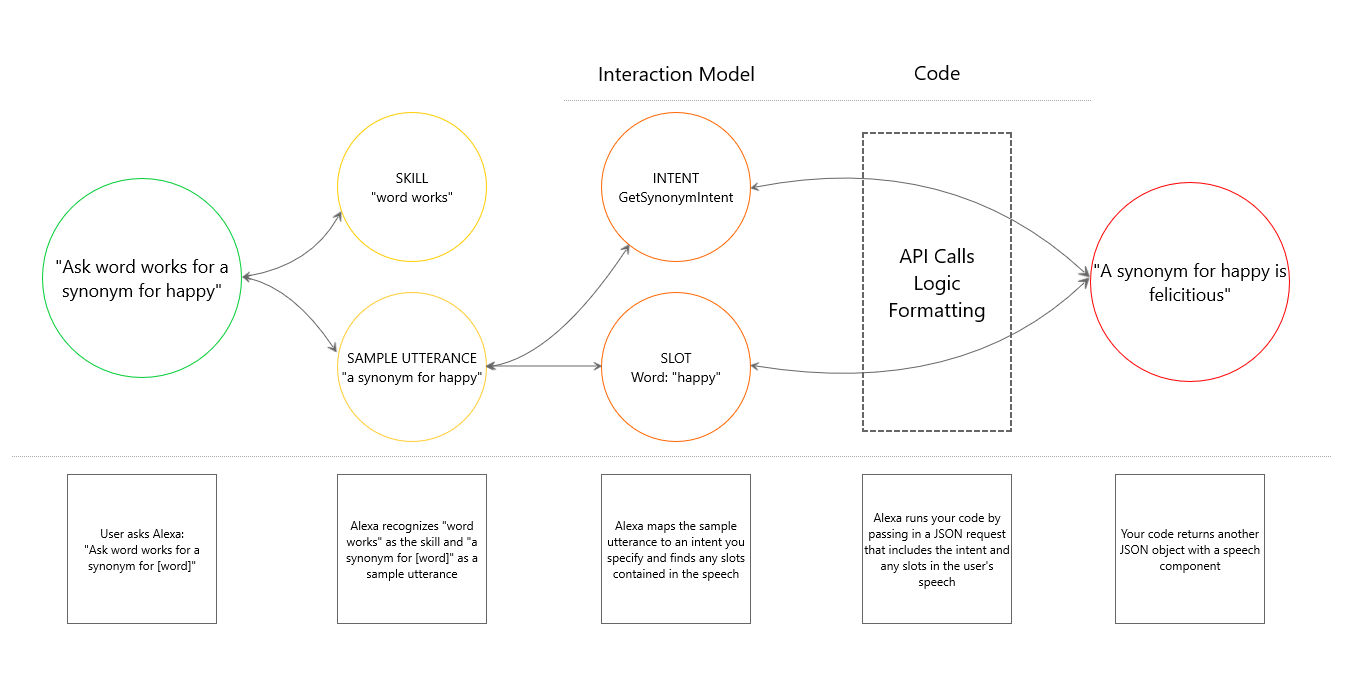 Interaction Model
Code
"Ask word works for a
synonym for happy"
SKILL
"word works"
SAMPLE UTTERANCE
"a synonym for happy"
INTENT
GetSynonymIntent
SLOT
Word: "happy"
API Calls
Logic
Formatting
"A synonym for happy is
felicitious"
User asks Alexa:
"Ask word works for a
synonym for [word]"
Alexa recognizes "word
works" as the skill and "a
synonym for [word]" as a
sample utterance
Alexa maps the sample
utterance to an intent you
specify and finds any slots
contained in the speech
Alexa runs your code by
passing in a JSON request
that includes the intent and
any slots in the user's
speech
Your code returns another
JSON object with a speech
component